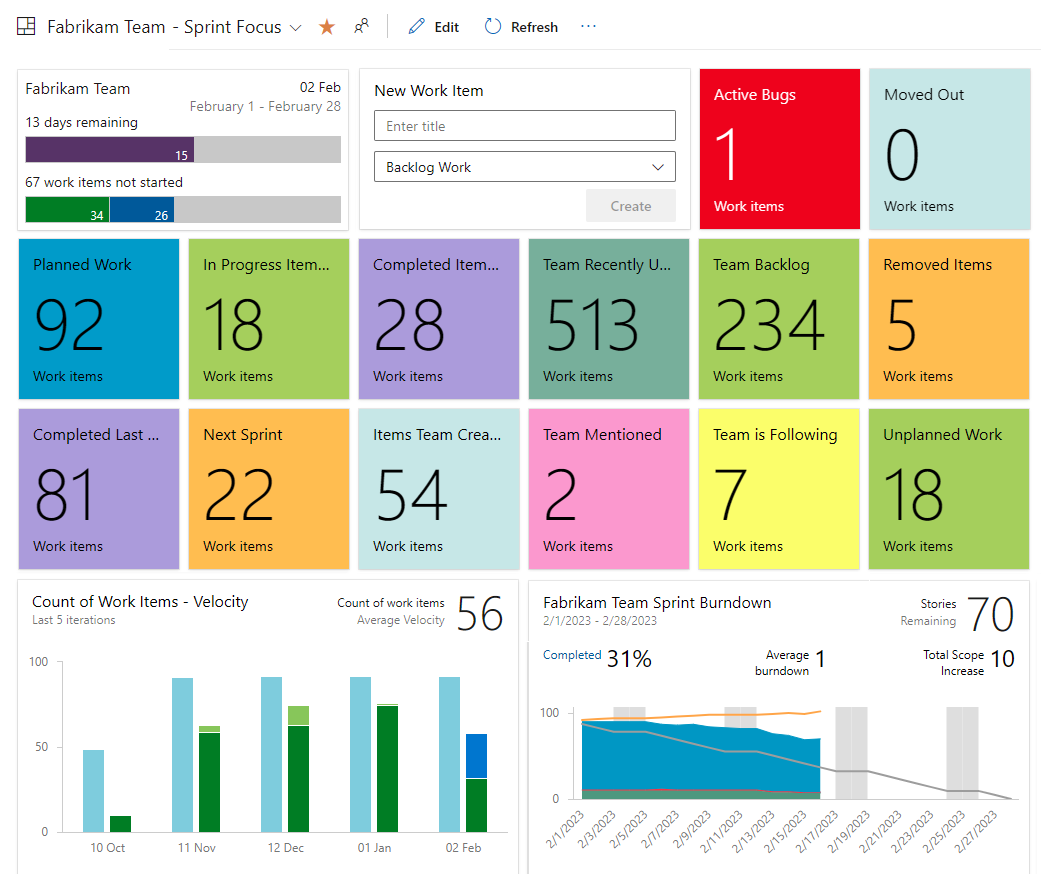 Fabrikam Team - Sprint Focus
Edit
Refresh
Fabrikam Team
02 Feb
February 1 - February 28
13 days remaining
15
67 work items not started
34
26
New Work Item
Enter title
Backlog Work
Create
Active Bugs
1
Work items
Moved Out
0
Work items
Planned Work
92
Work items
In Progress Item...
18
Work items
Completed Item...
28
Work items
Team Recently U...
513
Work items
Team Backlog
234
Work items
Removed Items
5
Work items
Completed Last ...
81
Work items
Next Sprint
22
Work items
Items Team Crea...
54
Work items
Team Mentioned
2
Work items
Team is Following
7
Work items
Unplanned Work
18
Work items
Count of Work Items - Velocity
Last 5 iterations
Count of work items
Average Velocity
56
100
50
0
10 Oct
11 Nov
12 Dec
01 Jan
02 Feb
Fabrikam Team Sprint Burndown
2/1/2023 - 2/28/2023
Stories
Remaining
70
Completed 31%
Average
burndown
1
Total Scope
Increase
10
100
0
2/1/2023
2/3/2023
2/5/2023
2/7/2023
2/9/2023
2/11/2023
2/13/2023
2/15/2023
2/17/2023
2/19/2023
2/21/2023
2/23/2023
2/25/2023
2/27/2023